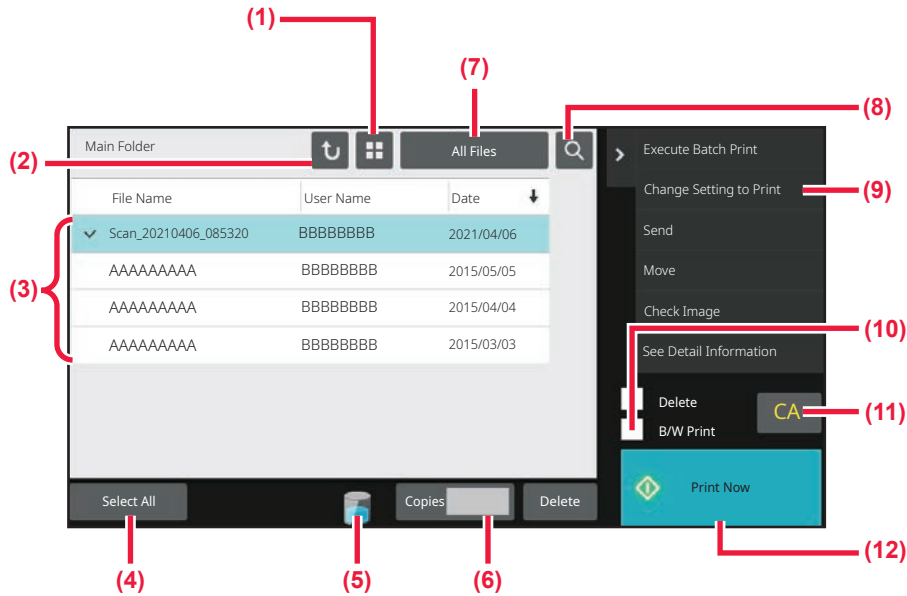 (1)
(7)
(8)
(2)
Main Folder
All Files
Execute Batch Print
Change Setting to Print
(9)
File Name User Name Date
Send
Scan_20210406_085320 BBBBBBBB 2021/04/06
(3)
AAAAAAAAA BBBBBBBB 2015/05/05
Move
AAAAAAAAA BBBBBBBB 2015/04/04
Check Image
(10)
AAAAAAAAA BBBBBBBB 2015/03/03
See Detail Information
Delete
CA
(11)
B/W Print
Select All
Copies
Delete
Print Now
(12)
(4)
(5)
(6)